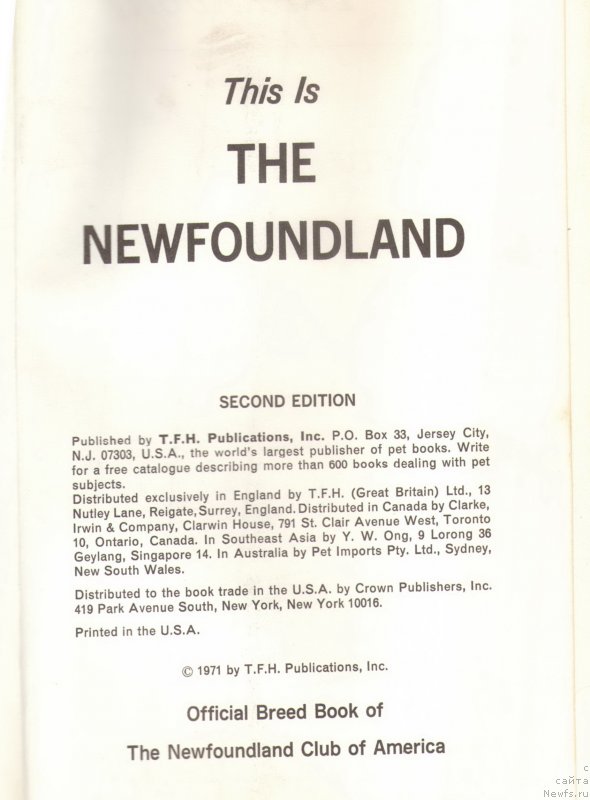 This Is
THE
NEWFOUNDLAND
SECOND EDITION
Published by T.F.H. Publications, Inc. P.O. Box 33, Jersey City,
N.J. 07303, U.S.A., the world's largest publisher of pet books. Write
for a free catalogue describing more than 600 books dealing with pet
subjects.
Distributed exclusively in England by T.F.H. (Great Britain) Ltd., 13
Nutley Lane, Reigate, Surrey, England. Distributed in Canada by Clarke,
Irwin & Company, Clarwin House, 791 St. Clair Avenue West, Toronto
10, Ontario, Canada. In Southeast Asia by Y. W. Ong, 9 Lorong 36
Geylang, Singapore 14. In Australia by Pet Imports Pty. Ltd., Sydney,
New South Wales.
Distributed to the book trade in the U.S.A. by Crown Publishers, Inc.
419 Park Avenue South, New York, New York 10016.
Printed in the U.S.A.
© 1971 by T.F.H. Publications, Inc.
Official Breed Book of
The Newfoundland Club of America
с
сайта
Newfs.ru